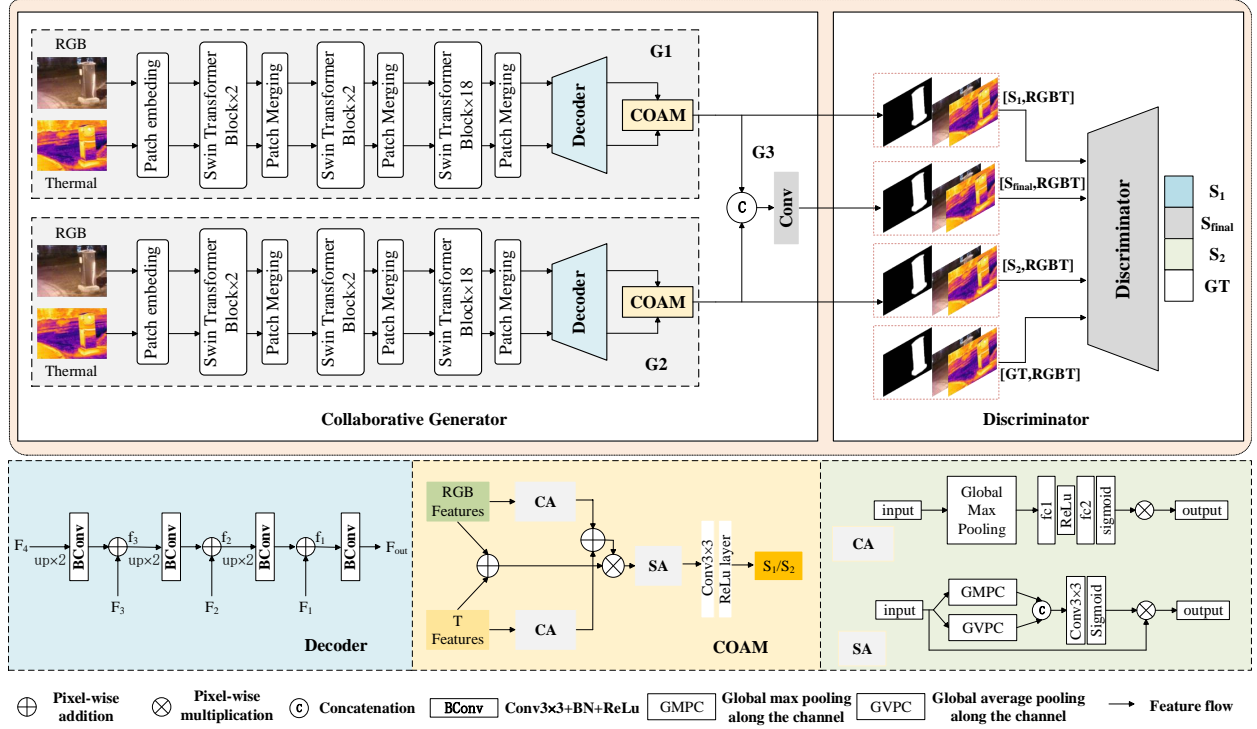 RGB
Thermal
Patch embedding
Swin Transformer
Block×2
Patch Merging
Swin Transformer
Block×2
Patch Merging
Swin Transformer
Block×18
Patch Merging
Decoder
G1
COAM
RGB
Thermal
Patch embedding
Swin Transformer
Block×2
Patch Merging
Swin Transformer
Block×2
Patch Merging
Swin Transformer
Block×18
Patch Merging
Decoder
COAM
G2
G3
C
Conv
Collaborative Generator
[S1,RGBT]
[Sfinal,RGBT]
[S2,RGBT]
[GT,RGBT]
Discriminator
S1
Sfinal
S2
GT
Discriminator
F4
up×2
BConv
f3
up×2
F3
BConv
f2
up×2
F2
BConv
f1
F1
BConv
Fout
Decoder
RGB
Features
CA
T
Features
CA
SA
Conv3×3
ReLu layer
S1/S2
COAM
input
Global
Max
Pooling
fc1
ReLu
fc2
sigmoid
output
CA
input
GMPC
GVPC
C
Conv3×3
Sigmoid
output
SA
Pixel-wise
addition
Pixel-wise
multiplication
C
Concatenation
BConv
Conv3×3+BN+ReLu
GMPC
Global max pooling
along the channel
GVPC
Global average pooling
along the channel
Feature flow